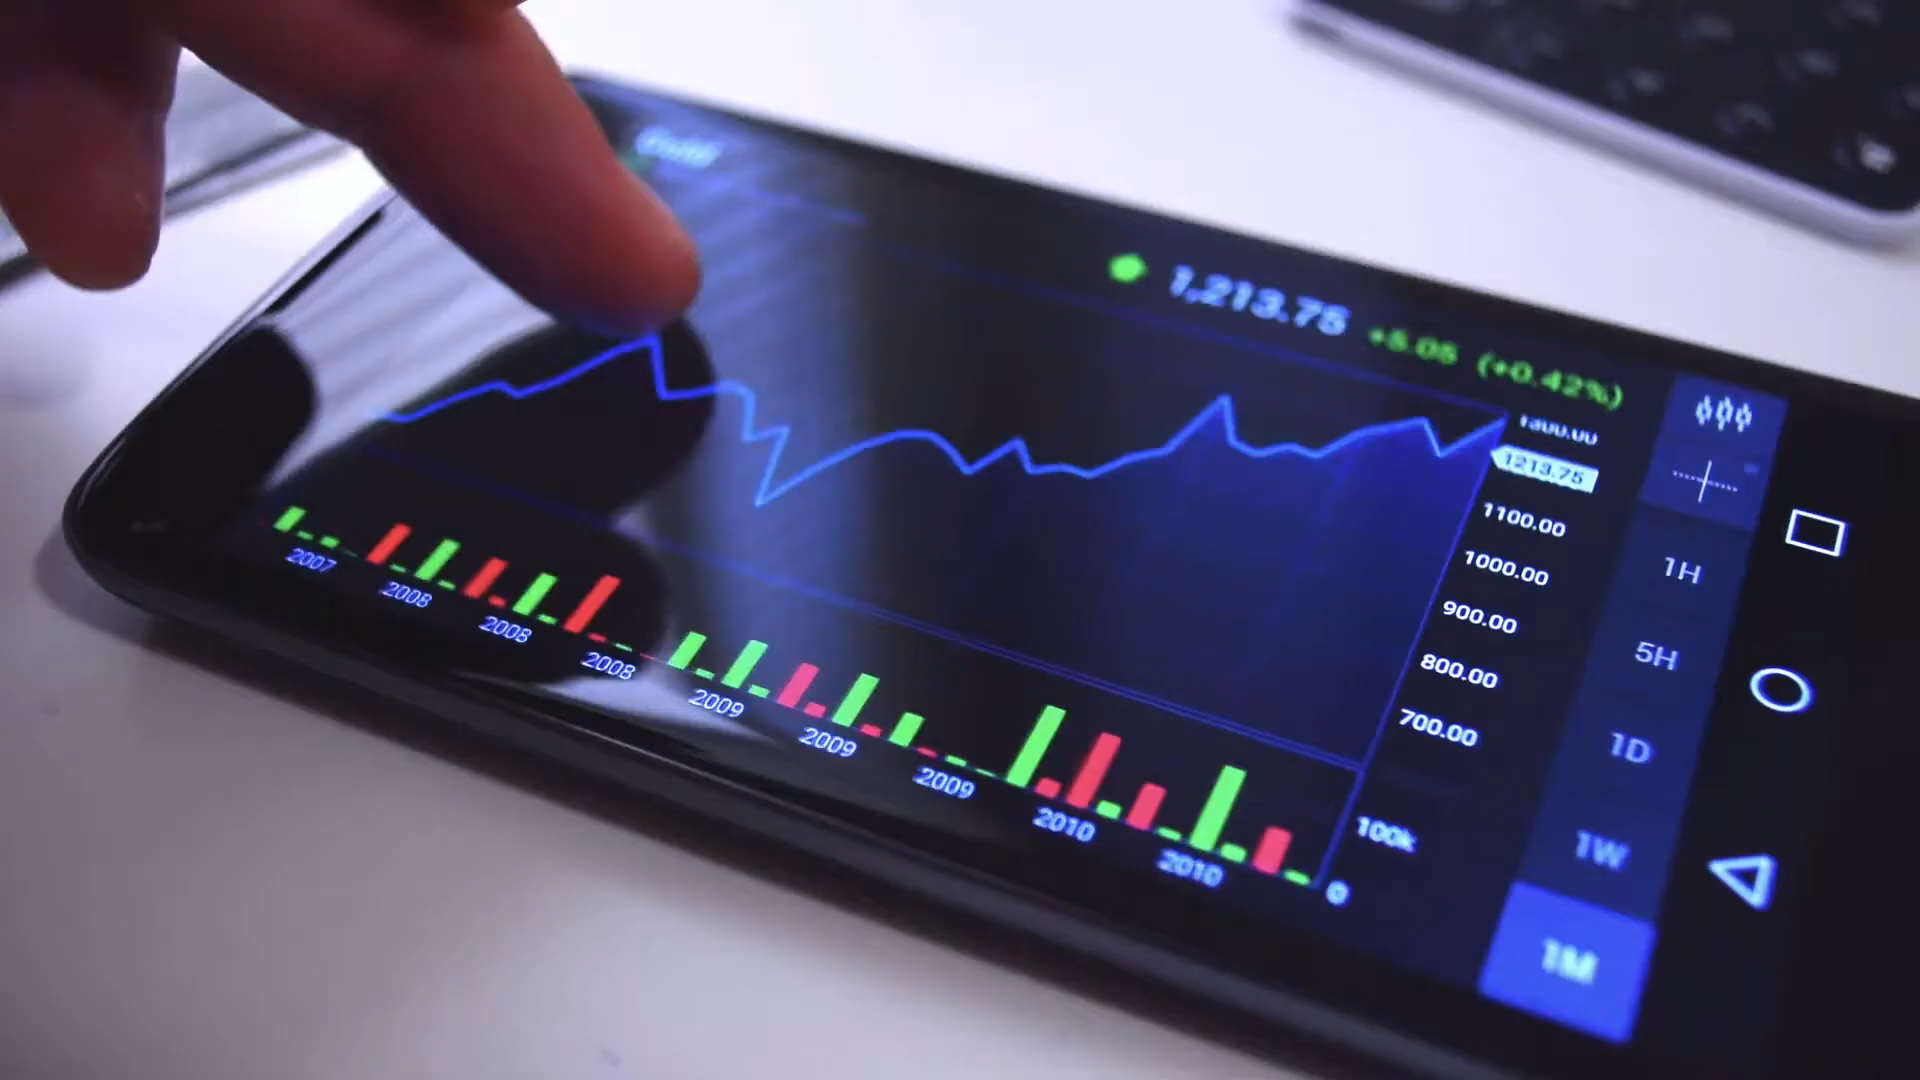 1,213.75 +5.05 (+0.42%)
1213.75
1100.00
1000.00
900.00
800.00
700.00
100k
0
2007
2008
2008
2008
2009
2009
2009
2010
2010
1H
5H
1D
1W
1M